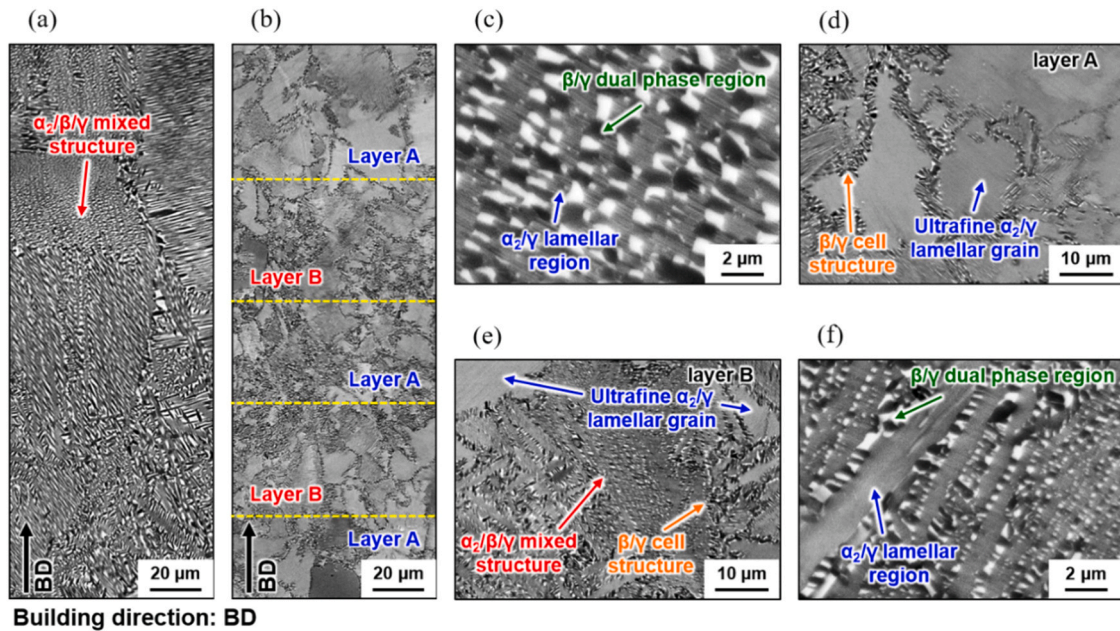 (a)
α₂/β/γ mixed
structure
BD
20 μm
(b)
Layer A
Layer B
Layer A
Layer B
Layer A
BD
20 μm
(c)
β/γ dual phase region
α₂/γ lamellar
region
2 μm
(d)
layer A
β/γ cell
structure
Ultrafine α₂/γ
lamellar grain
10 μm
(e)
layer B
Ultrafine α₂/γ
lamellar grain
α₂/β/γ mixed
structure
β/γ cell
structure
10 μm
(f)
β/γ dual phase region
α₂/γ lamellar
region
2 μm
Building direction: BD